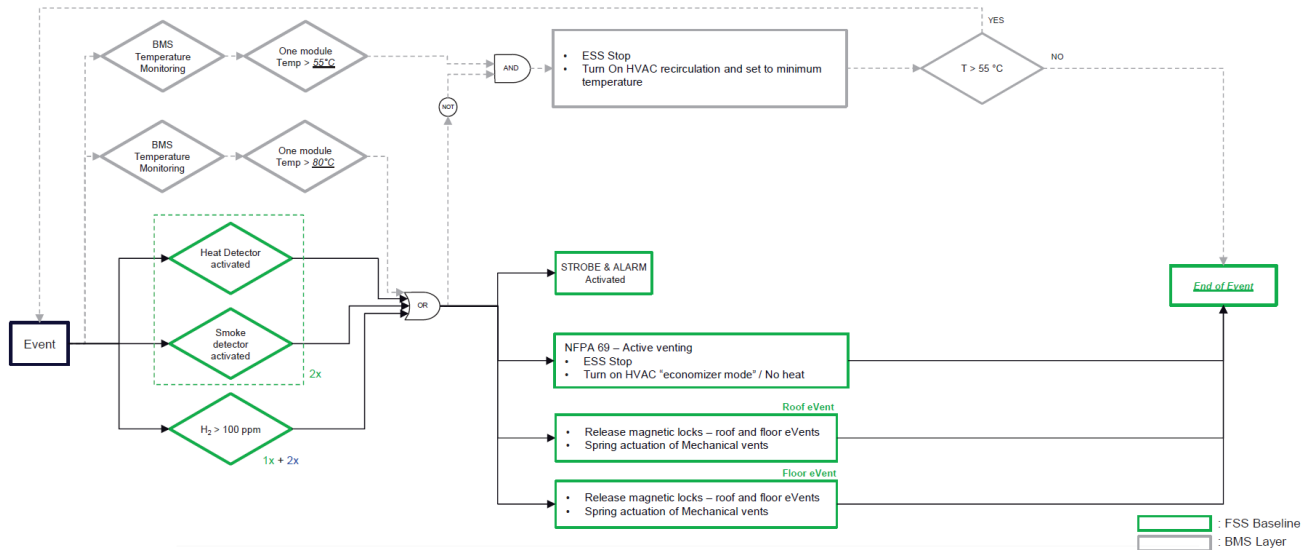 YES
BMS
Temperature
Monitoring
One module
Temp > 55°C
AND
• ESS Stop
• Turn On HVAC recirculation and set to minimum
temperature
T > 55 °C
NO
NOT
BMS
Temperature
Monitoring
One module
Temp > 80°C
Heat Detector
activated
STROBE & ALARM
Activated
OR
End of Event
Event
Smoke
detector
activated
2x
NFPA 69 – Active venting
• ESS Stop
• Turn on HVAC "economizer mode" / No heat
Roof eVent
H₂ > 100 ppm
• Release magnetic locks – roof and floor eVents
• Spring actuation of Mechanical vents
1x + 2x
Floor eVent
• Release magnetic locks – roof and floor eVents
• Spring actuation of Mechanical vents
: FSS Baseline
: BMS Layer